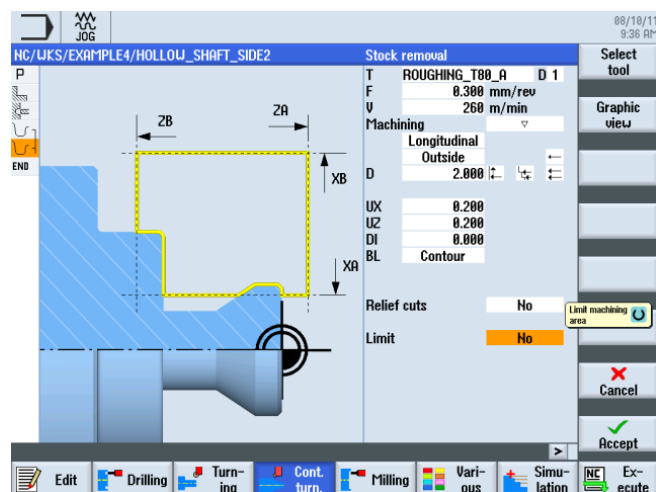 JOG
08/10/11
9:36 AM
NC/WKS/EXAMPLE4/HOLLOW_SHAFT_SIDE2
Stock removal
Select tool
P
END
ZB
ZA
XB
XA
T ROUGHING_T80_A D 1
F 0.300 mm/rev
V 260 m/min
Machining
Longitudinal
Outside
D 2.000
UX 0.200
UZ 0.200
DI 0.000
BL Contour
Relief cuts No
Limit No
Graphic view
Limit machining
area
Cancel
Accept
>
Edit
Drilling
Turn-
ing
Cont.
turn.
Milling
Vari-
ous
Simu-
lation
NC
Ex-
ecute